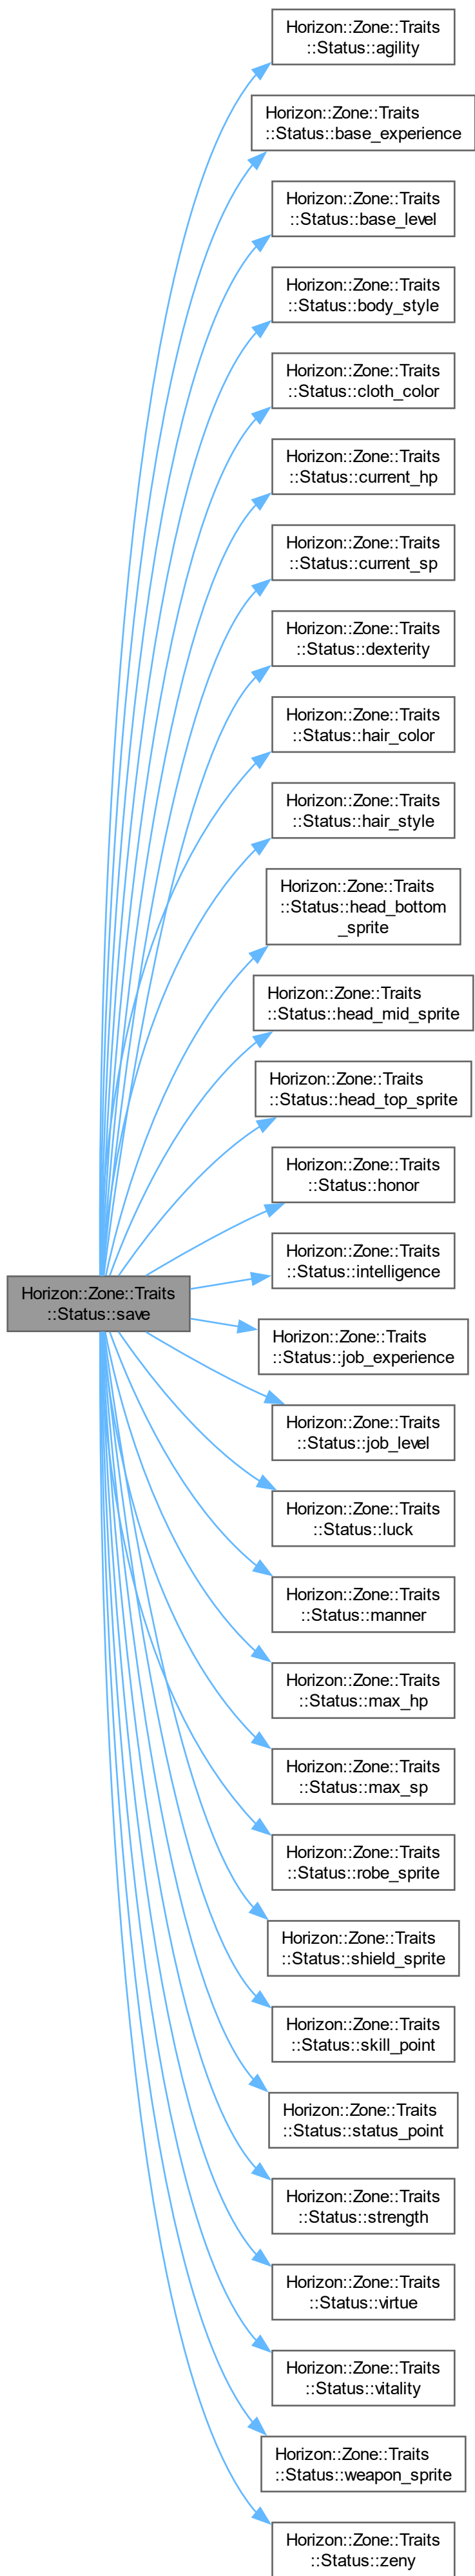 Horizon::Zone::Traits
::Status::agility
Horizon::Zone::Traits
::Status::base_experience
Horizon::Zone::Traits
::Status::base_level
Horizon::Zone::Traits
::Status::body_style
Horizon::Zone::Traits
::Status::cloth_color
Horizon::Zone::Traits
::Status::current_hp
Horizon::Zone::Traits
::Status::current_sp
Horizon::Zone::Traits
::Status::dexterity
Horizon::Zone::Traits
::Status::hair_color
Horizon::Zone::Traits
::Status::hair_style
Horizon::Zone::Traits
::Status::head_bottom
_sprite
Horizon::Zone::Traits
::Status::head_mid_sprite
Horizon::Zone::Traits
::Status::head_top_sprite
Horizon::Zone::Traits
::Status::honor
Horizon::Zone::Traits
::Status::intelligence
Horizon::Zone::Traits
::Status::save
Horizon::Zone::Traits
::Status::job_experience
Horizon::Zone::Traits
::Status::job_level
Horizon::Zone::Traits
::Status::luck
Horizon::Zone::Traits
::Status::manner
Horizon::Zone::Traits
::Status::max_hp
Horizon::Zone::Traits
::Status::max_sp
Horizon::Zone::Traits
::Status::robe_sprite
Horizon::Zone::Traits
::Status::shield_sprite
Horizon::Zone::Traits
::Status::skill_point
Horizon::Zone::Traits
::Status::status_point
Horizon::Zone::Traits
::Status::strength
Horizon::Zone::Traits
::Status::virtue
Horizon::Zone::Traits
::Status::vitality
Horizon::Zone::Traits
::Status::weapon_sprite
Horizon::Zone::Traits
::Status::zeny